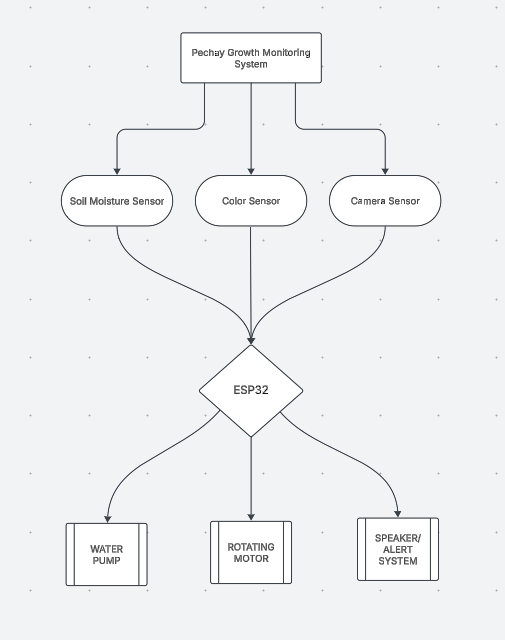 Pechay Growth Monitoring
System
Soil Moisture Sensor
Color Sensor
Camera Sensor
ESP32
WATER
PUMP
ROTATING
MOTOR
SPEAKER/
ALERT
SYSTEM